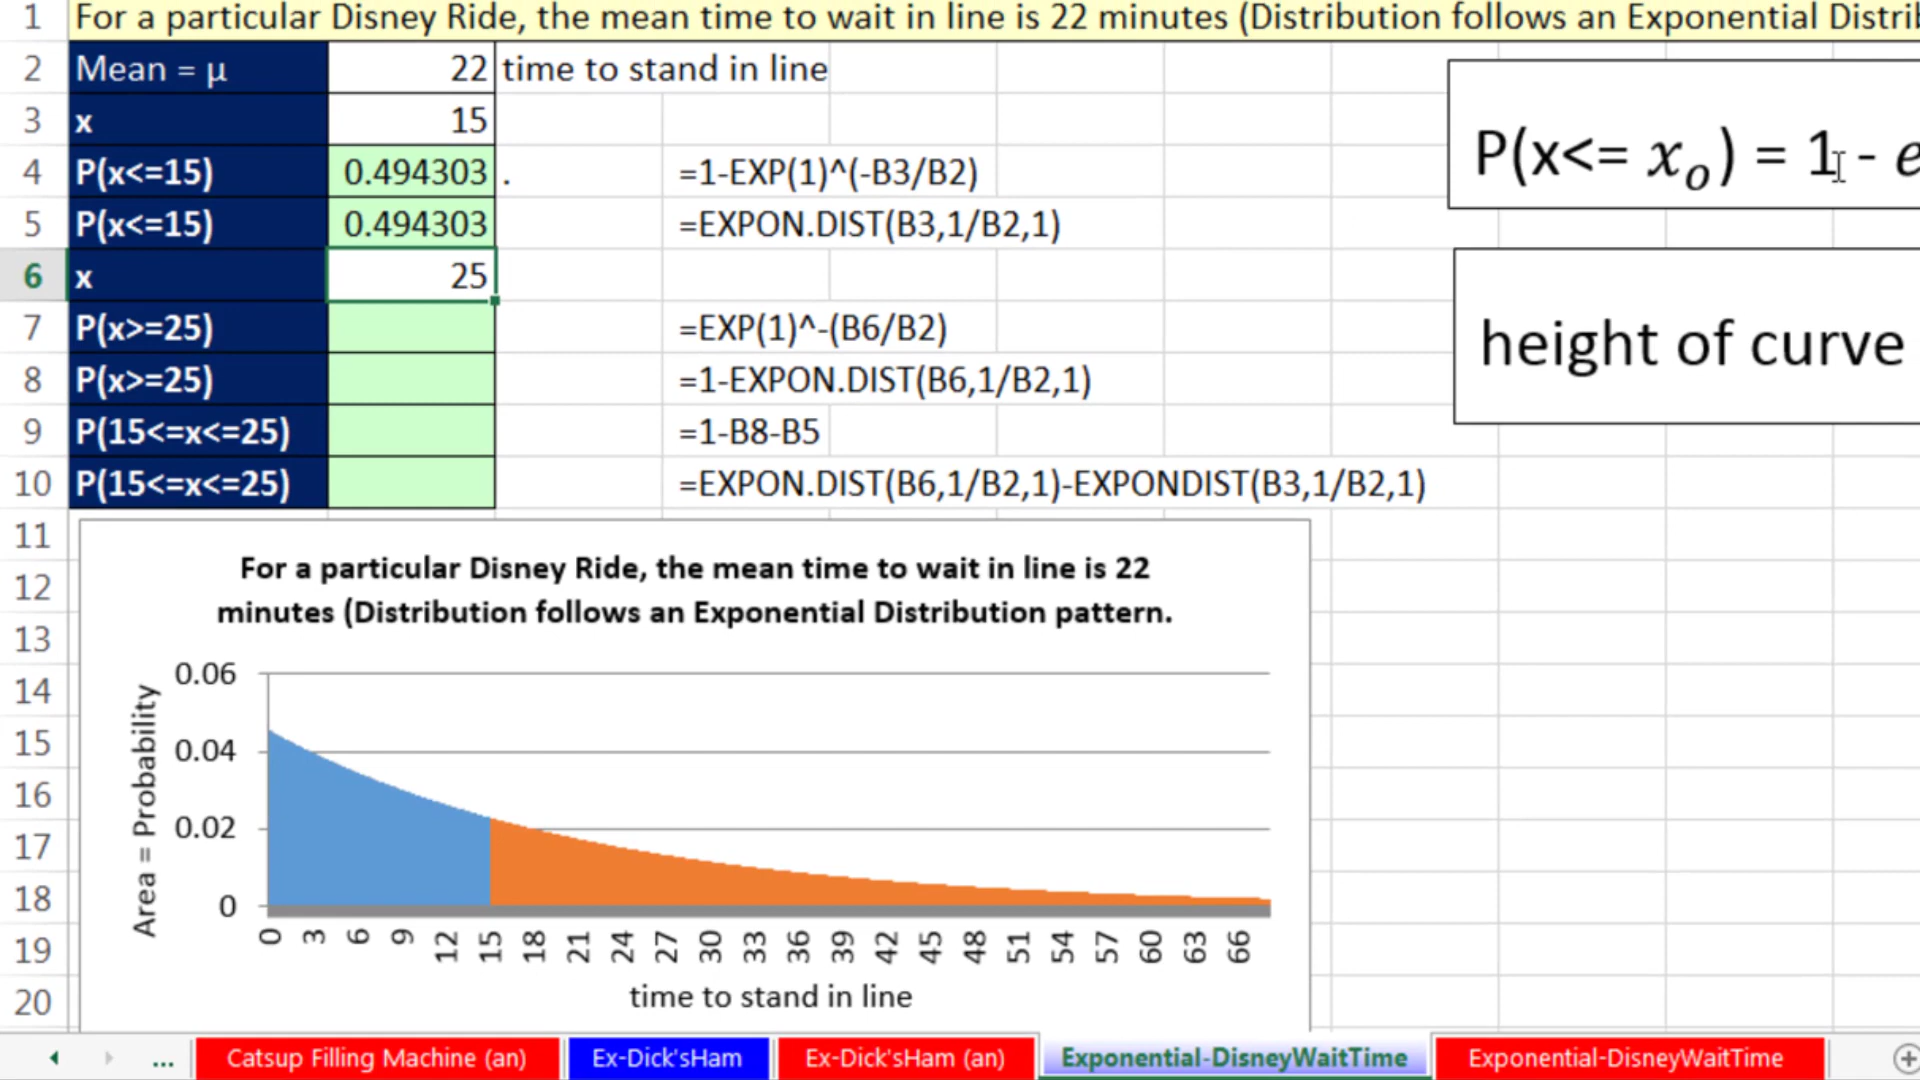 1 For a particular Disney Ride, the mean time to wait in line is 22 minutes (Distribution follows an Exponential Distrib
2 Mean = μ 22 time to stand in line
3 x 15
4 P(x<=15) 0.494303 . =1-EXP(1)^(-B3/B2)
P(x<= xₒ) = 1 - e
5 P(x<=15) 0.494303 =EXPON.DIST(B3,1/B2,1)
6 x 25
7 P(x>=25) =EXP(1)^-(B6/B2)
height of curve
8 P(x>=25) =1-EXPON.DIST(B6,1/B2,1)
9 P(15<=x<=25) =1-B8-B5
10 P(15<=x<=25) =EXPON.DIST(B6,1/B2,1)-EXPONDIST(B3,1/B2,1)
11
12
13
14
15
16
17
18
19
20
For a particular Disney Ride, the mean time to wait in line is 22
minutes (Distribution follows an Exponential Distribution pattern.
Area = Probability
0.06
0.04
0.02
0
0 3 6 9 12 15 18 21 24 27 30 33 36 39 42 45 48 51 54 57 60 63 66
time to stand in line
... Catsup Filling Machine (an) Ex-Dick'sHam Ex-Dick'sHam (an) Exponential-DisneyWaitTime Exponential-DisneyWaitTime